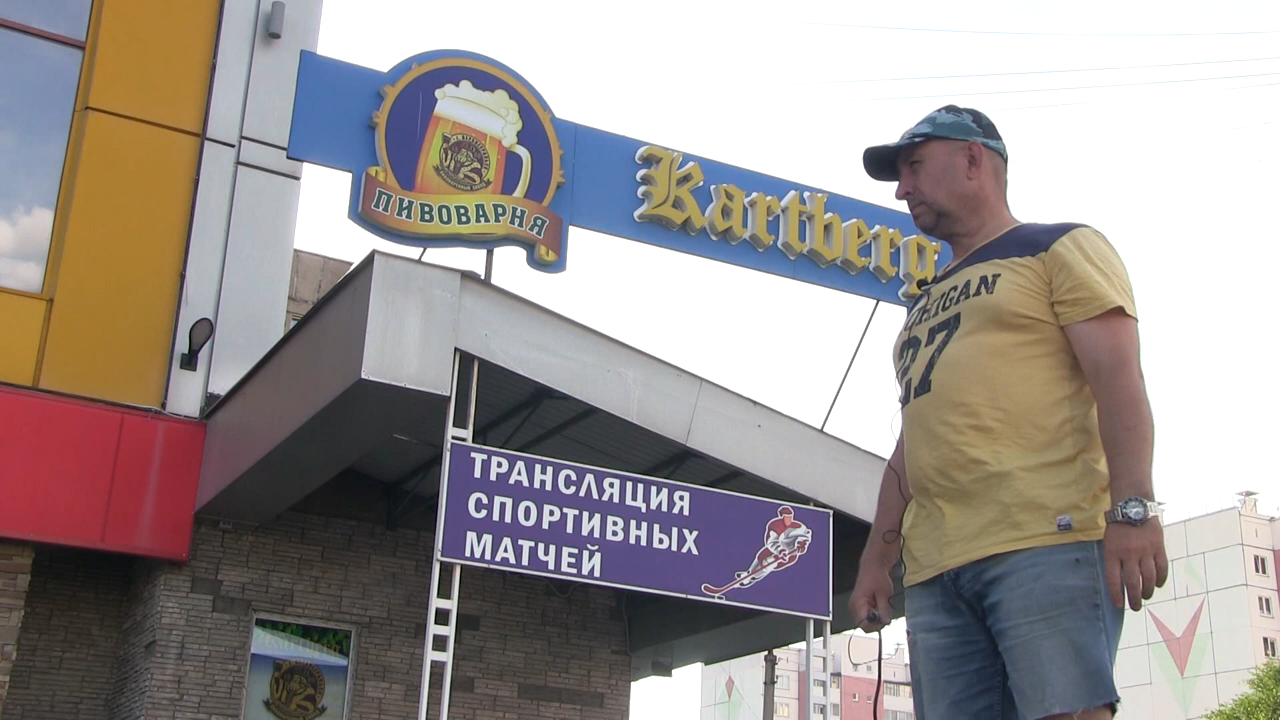 ПИВОВАРНЯ
Kartberg
ТРАНСЛЯЦИЯ
СПОРТИВНЫХ
МАТЧЕЙ
27